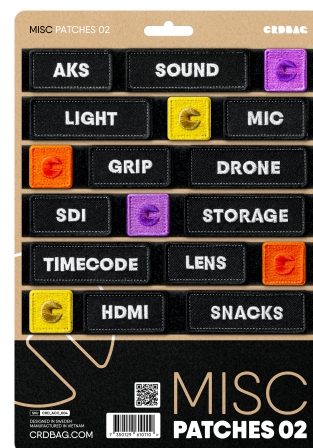 MISC PATCHES 02
CRDBAG
AKS SOUND
LIGHT MIC
GRIP DRONE
SDI STORAGE
TIMECODE LENS
HDMI SNACKS
MISC
PATCHES 02
DESIGNED IN SWEDEN
MANUFACTURED IN VIETNAM
CRDBAG.COM